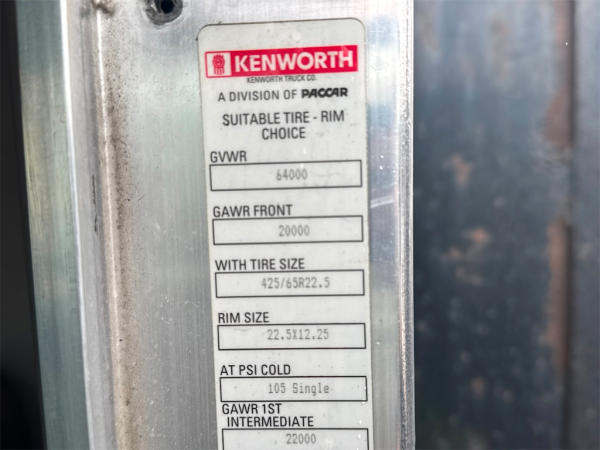 KENWORTH
KENWORTH TRUCK CO.
A DIVISION OF PACCAR
SUITABLE TIRE - RIM
CHOICE
GVWR
64000
GAWR FRONT
20000
WITH TIRE SIZE
425/65R22.5
RIM SIZE
22.5X12.25
AT PSI COLD
105 Single
GAWR 1ST
INTERMEDIATE
22000